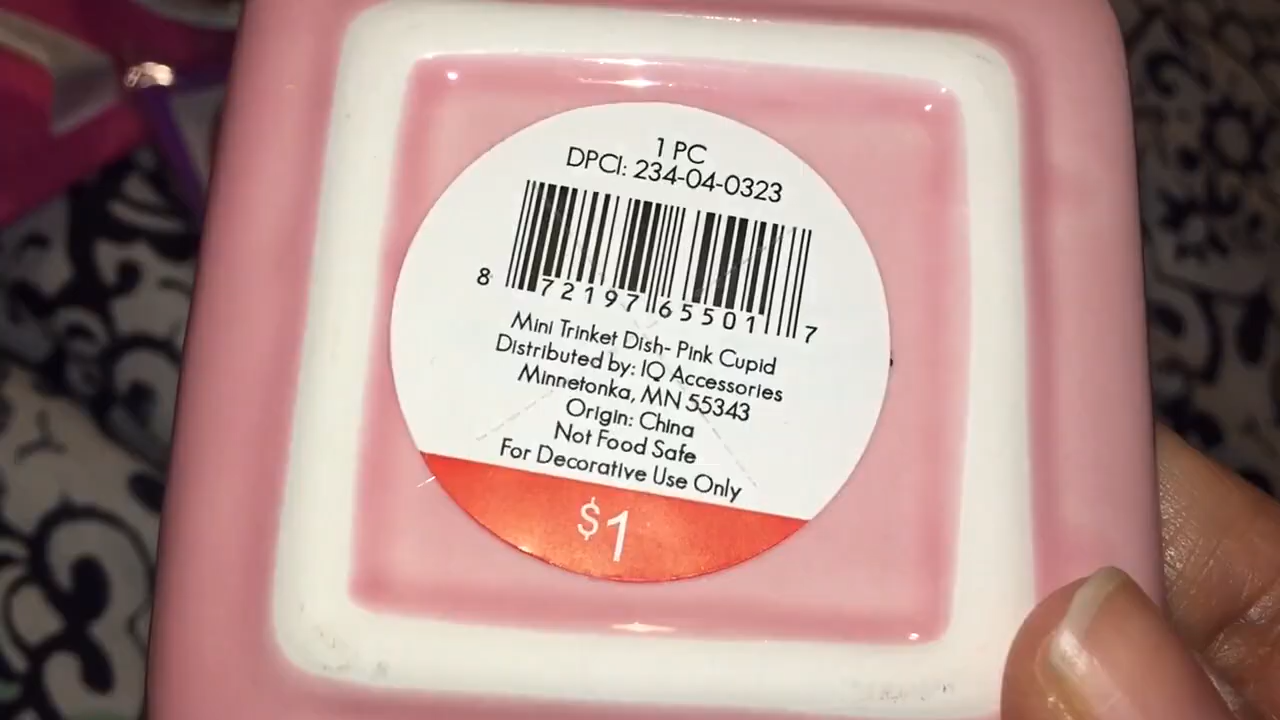 1 PC
DPCI: 234-04-0323
8 72197 65501 7
Mini Trinket Dish- Pink Cupid
Distributed by: IQ Accessories
Minnetonka, MN 55343
Origin: China
Not Food Safe
For Decorative Use Only
$1